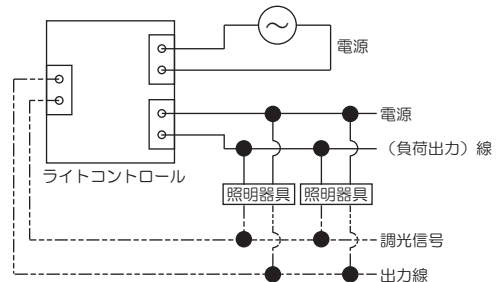 電源
電源
(負荷出力)線
ライトコントロール
照明器具 照明器具
調光信号
出力線